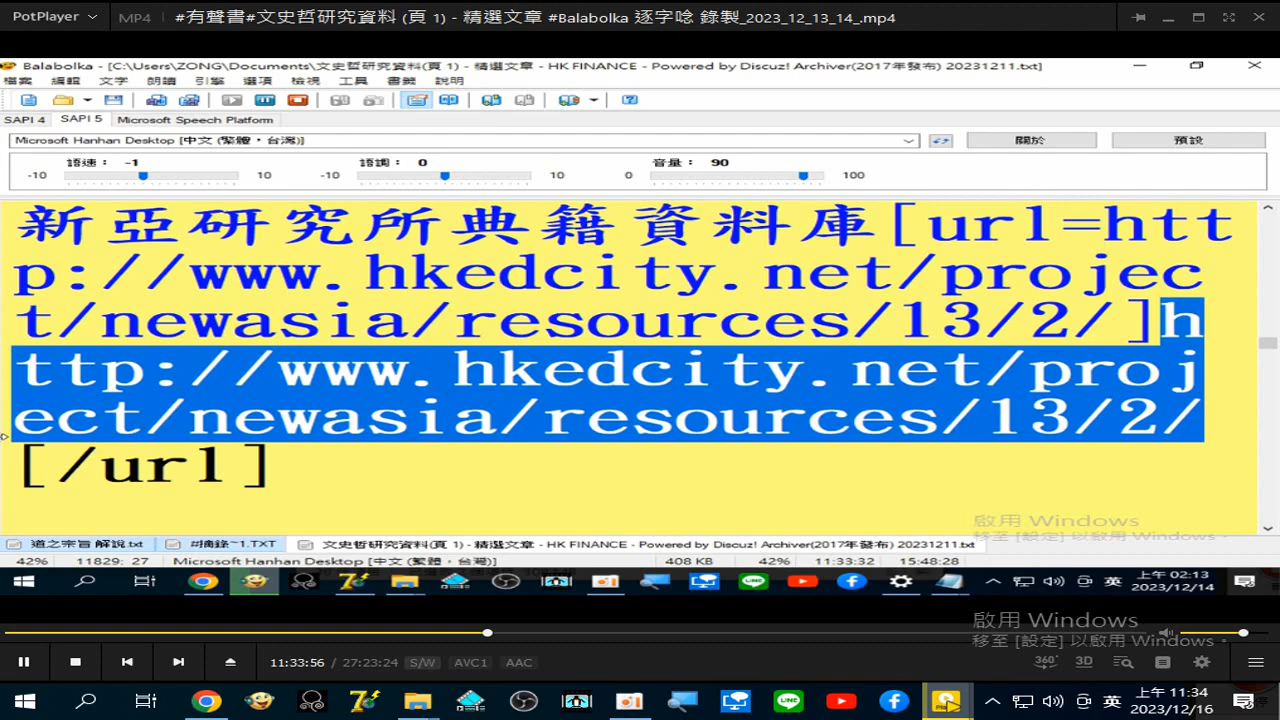 PotPlayer MP4 #有聲書#文史哲研究資料 (頁 1) - 精選文章 #Balabolka 逐字唸 錄製_2023_12_13_14_.mp4
Balabolka - [C:\Users\ZONG\Documents\文史哲研究資料(頁 1) - 精選文章 - HK FINANCE - Powered by Discuz! Archiver(2017年發布) 20231211.txt]
檔案 編輯 文字 朗讀 引擎 選項 檢視 工具 書籤 說明
SAPI 4 SAPI 5 Microsoft Speech Platform
Microsoft Hanhan Desktop [中文 (繁體，台灣)] 關於 預設
語速： -1 語調： 0 音量： 90
-10 10 -10 10 0 100
新亞研究所典籍資料庫[url=htt
p://www.hkedcity.net/projec
t/newasia/resources/13/2/]h
ttp://www.hkedcity.net/proj
ect/newasia/resources/13/2/
[/url]
啟用 Windows
移至 [設定] 以啟用 Windows。
道之宗旨 解說.txt #摘錄~1.TXT 文史哲研究資料(頁 1) - 精選文章 - HK FINANCE - Powered by Discuz! Archiver(2017年發布) 20231211.txt
42% 11829: 27 Microsoft Hanhan Desktop [中文 (繁體，台灣)] 408 KB 42% 11:33:32 15:48:28
英 上午 02:13
2023/12/14
啟用 Windows
移至 [設定] 以啟用 Windows。
11:33:56 / 27:23:24 S/W AVC1 AAC 360° 3D
英 上午 11:34
2023/12/16